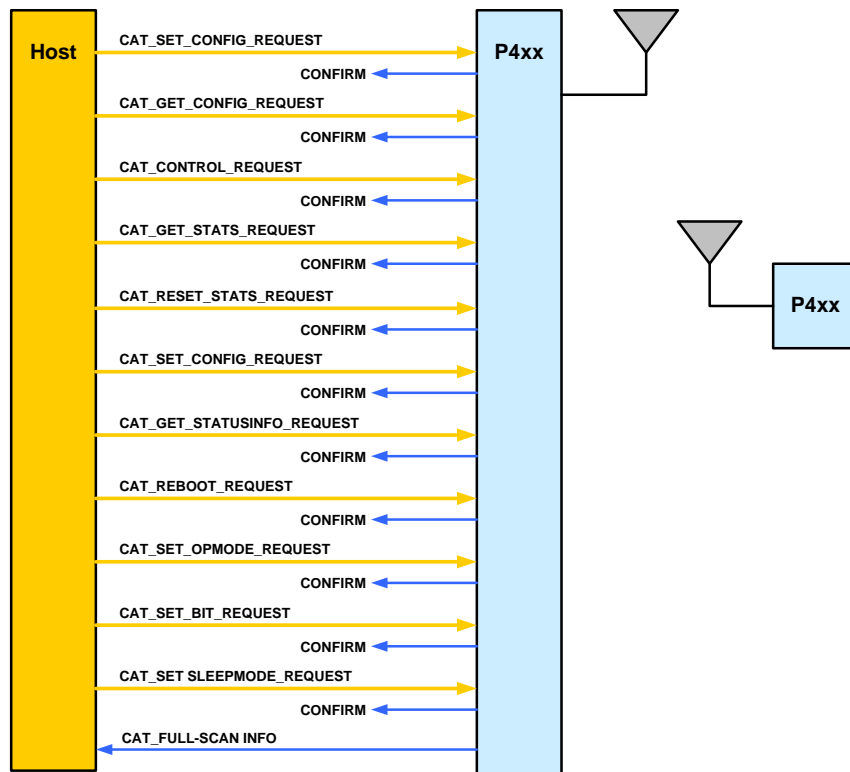 Host
P4xx
CAT_SET_CONFIG_REQUEST
CONFIRM
CAT_GET_CONFIG_REQUEST
CONFIRM
CAT_CONTROL_REQUEST
CONFIRM
CAT_GET_STATS_REQUEST
CONFIRM
CAT_RESET_STATS_REQUEST
CONFIRM
CAT_SET_CONFIG_REQUEST
CONFIRM
CAT_GET_STATUSINFO_REQUEST
CONFIRM
CAT_REBOOT_REQUEST
CONFIRM
CAT_SET_OPMODE_REQUEST
CONFIRM
CAT_SET_BIT_REQUEST
CONFIRM
CAT_SET SLEEPMODE_REQUEST
CONFIRM
CAT_FULL-SCAN INFO
P4xx